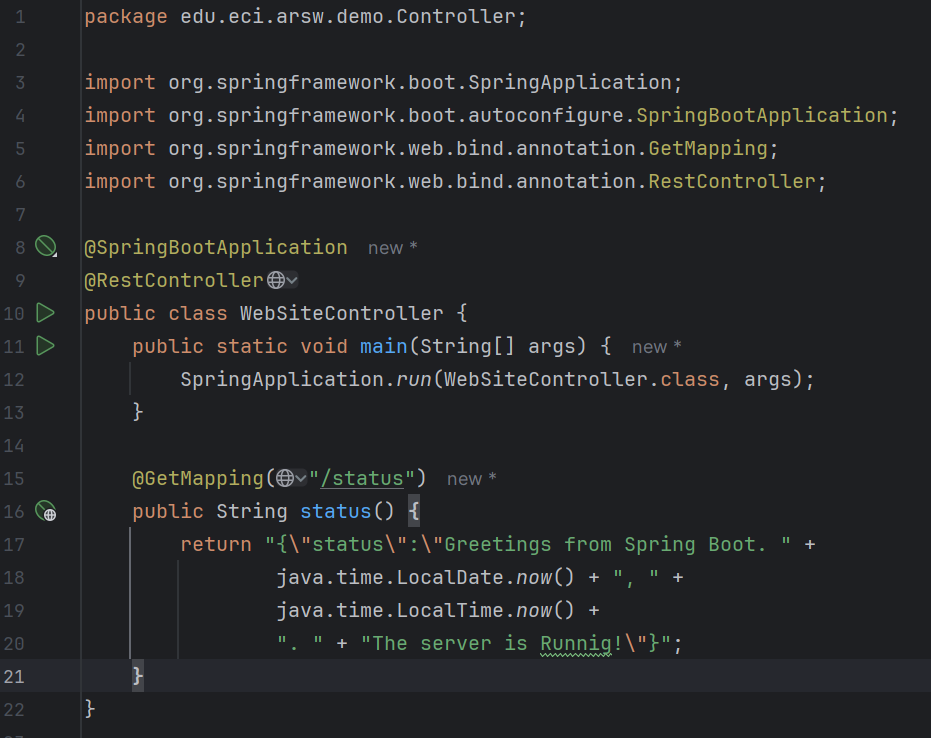 1 package edu.eci.arsw.demo.Controller;
2
3 import org.springframework.boot.SpringApplication;
4 import org.springframework.boot.autoconfigure.SpringBootApplication;
5 import org.springframework.web.bind.annotation.GetMapping;
6 import org.springframework.web.bind.annotation.RestController;
7
8 @SpringBootApplication new *
9 @RestController
10 public class WebSiteController {
11     public static void main(String[] args) { new *
12         SpringApplication.run(WebSiteController.class, args);
13     }
14
15     @GetMapping("/status") new *
16     public String status() {
17         return "{\"status\":\"Greetings from Spring Boot. " +
18                 java.time.LocalDate.now() + ", " +
19                 java.time.LocalTime.now() +
20                 ". " + "The server is Runnig!\"}";
21     }
22 }